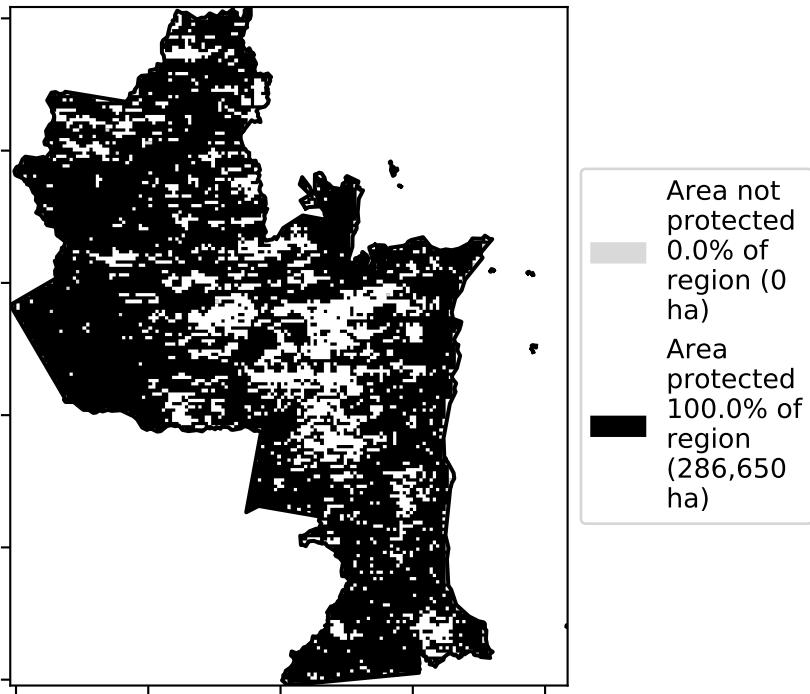 Area not
protected
0.0% of
region (0
ha)
Area
protected
100.0% of
region
(286,650
ha)